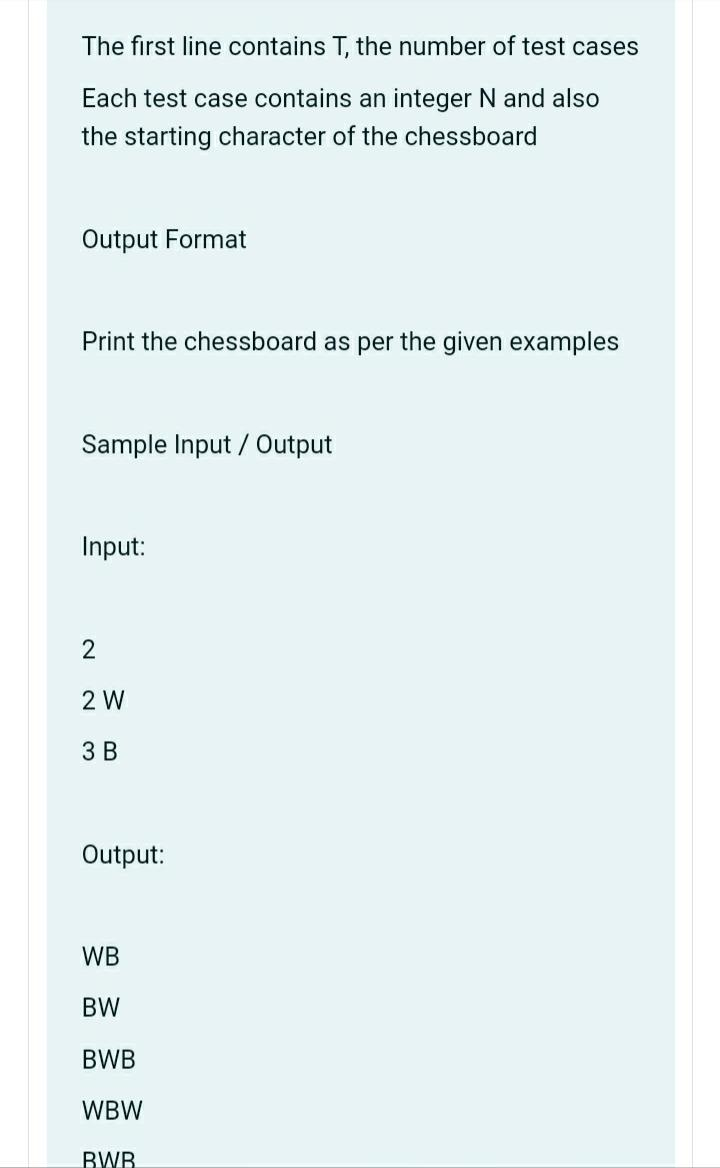 The first line contains T, the number of test cases
Each test case contains an integer N and also
the starting character of the chessboard
Output Format
Print the chessboard as per the given examples
Sample Input / Output
Input:
2
2 W
3 B
Output:
WB
BW
BWB
WBW
BWB